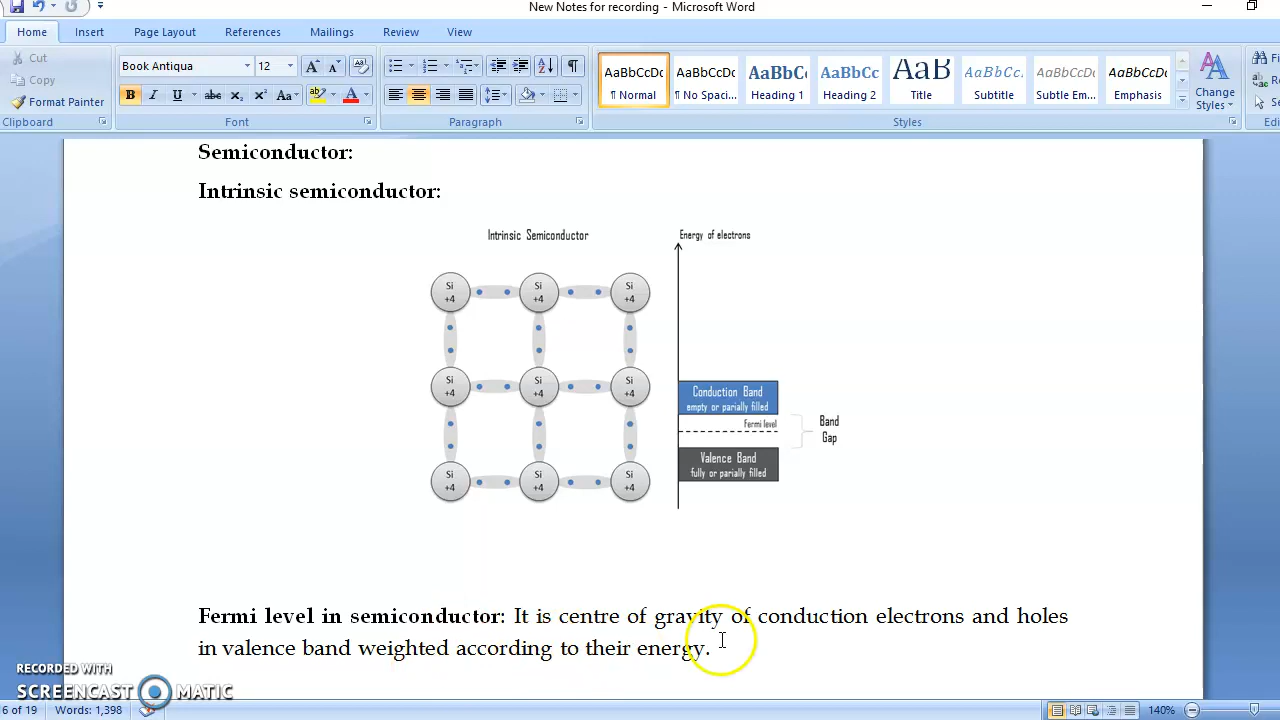 New Notes for recording - Microsoft Word
Home Insert Page Layout References Mailings Review View
Cut
Copy
Format Painter
Clipboard
Book Antiqua 12
Font
Paragraph
AaBbCcDc AaBbCcDc AaBbCc AaBbCc AaB AaBbCc. AaBbCcDc AaBbCcDc
¶ Normal ¶ No Spaci... Heading 1 Heading 2 Title Subtitle Subtle Em... Emphasis
Change
Styles
Styles
Semiconductor:
Intrinsic semiconductor:
Intrinsic Semiconductor
Energy of electrons
Si +4 Si +4 Si +4
Si +4 Si +4 Si +4
Si +4 Si +4 Si +4
Conduction Band
empty or parially filled
Fermi level
Band
Gap
Valence Band
fully or parially filled
Fermi level in semiconductor: It is centre of gravity of conduction electrons and holes
in valence band weighted according to their energy.
RECORDED WITH
SCREENCAST MATIC
6 of 19 Words: 1,398 140%